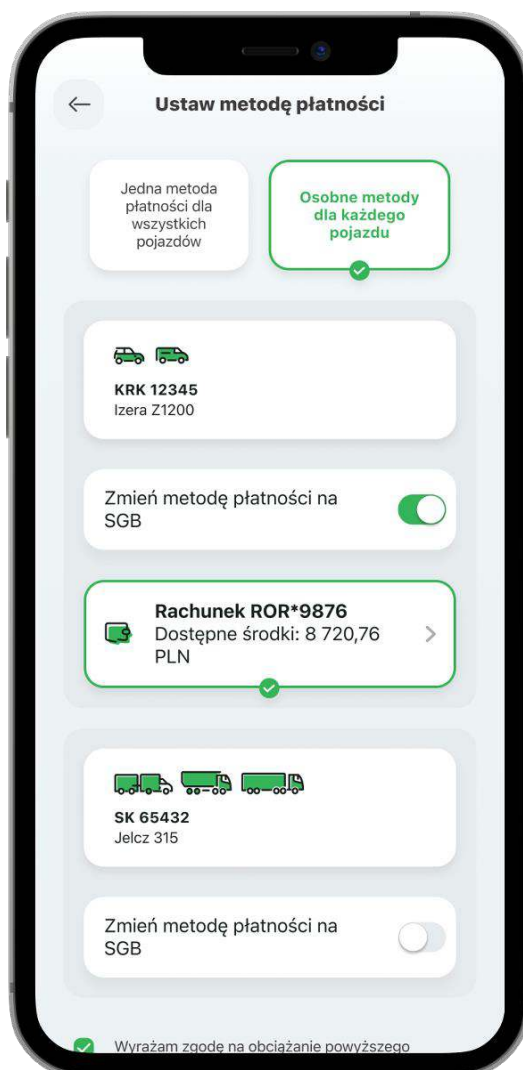 Ustaw metodę płatności
Jedna metoda
płatności dla
wszystkich
pojazdów
Osobne metody
dla każdego
pojazdu
KRK 12345
Izera Z1200
Zmień metodę płatności na
SGB
Rachunek ROR*9876
Dostępne środki: 8 720,76
PLN
SK 65432
Jelcz 315
Zmień metodę płatności na
SGB
Wyrażam zgodę na obciążanie powyższego